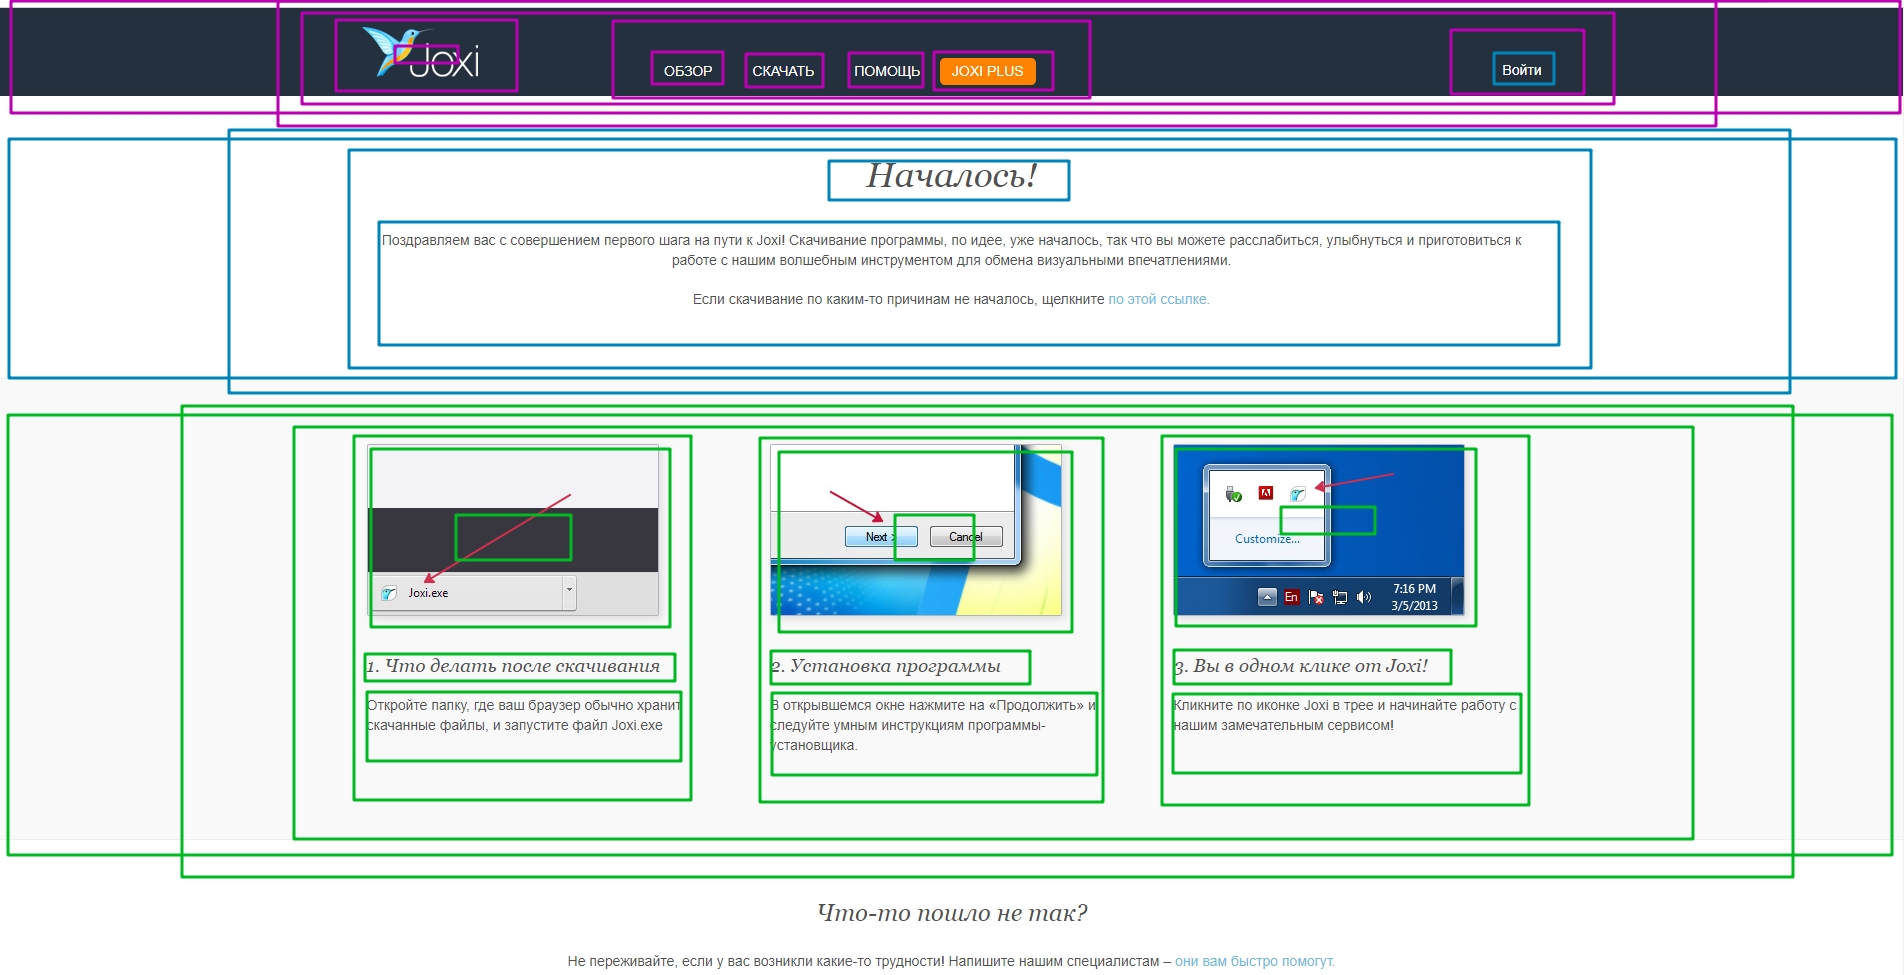 Joxi
ОБЗОР СКАЧАТЬ ПОМОЩЬ JOXI PLUS Войти
Началось!
Поздравляем вас с совершением первого шага на пути к Joxi! Скачивание программы, по идее, уже началось, так что вы можете расслабиться, улыбнуться и приготовиться к
работе с нашим волшебным инструментом для обмена визуальными впечатлениями.
Если скачивание по каким-то причинам не началось, щелкните по этой ссылке.
Joxi.exe
1. Что делать после скачивания
Откройте папку, где ваш браузер обычно хранит
скачанные файлы, и запустите файл Joxi.exe
Next > Cancel
2. Установка программы
В открывшемся окне нажмите на «Продолжить» и
следуйте умным инструкциям программы-
установщика.
Customize...
En 7:16 PM
3/5/2013
3. Вы в одном клике от Joxi!
Кликните по иконке Joxi в трее и начинайте работу с
нашим замечательным сервисом!
Что-то пошло не так?
Не переживайте, если у вас возникли какие-то трудности! Напишите нашим специалистам – они вам быстро помогут.